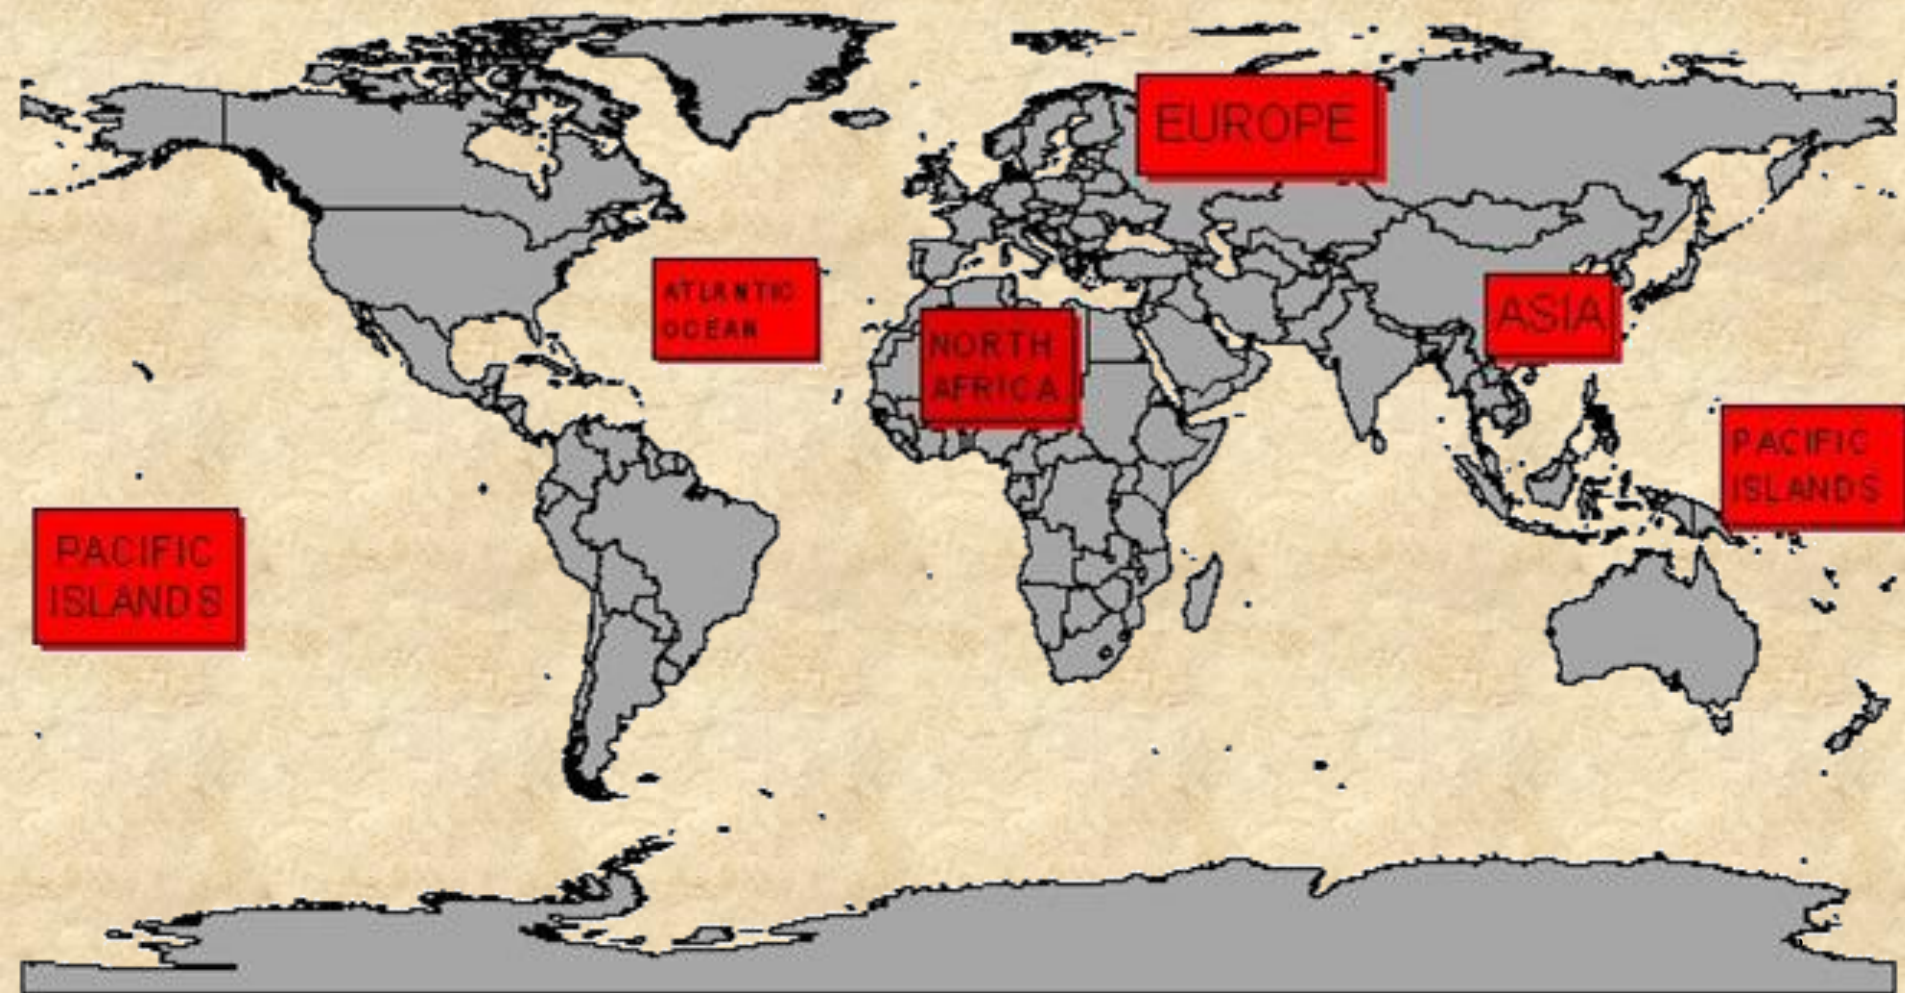 EUROPE
ATLANTIC
OCEAN
ASIA
NORTH
AFRICA
PACIFIC
ISLANDS
PACIFIC
ISLANDS